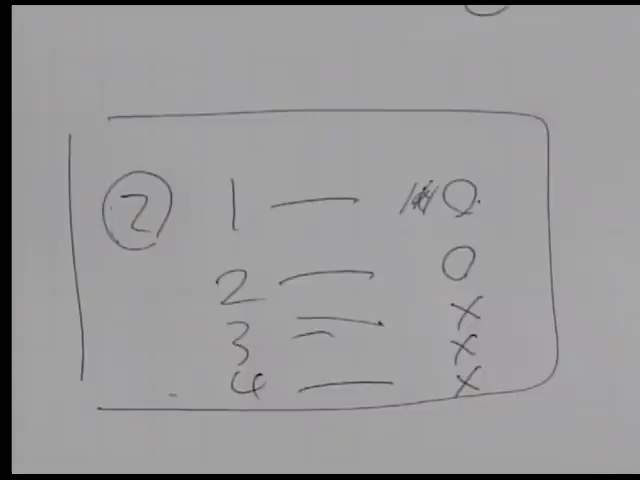 ② 1 — O
2 — O
3 = X
X
4 — X